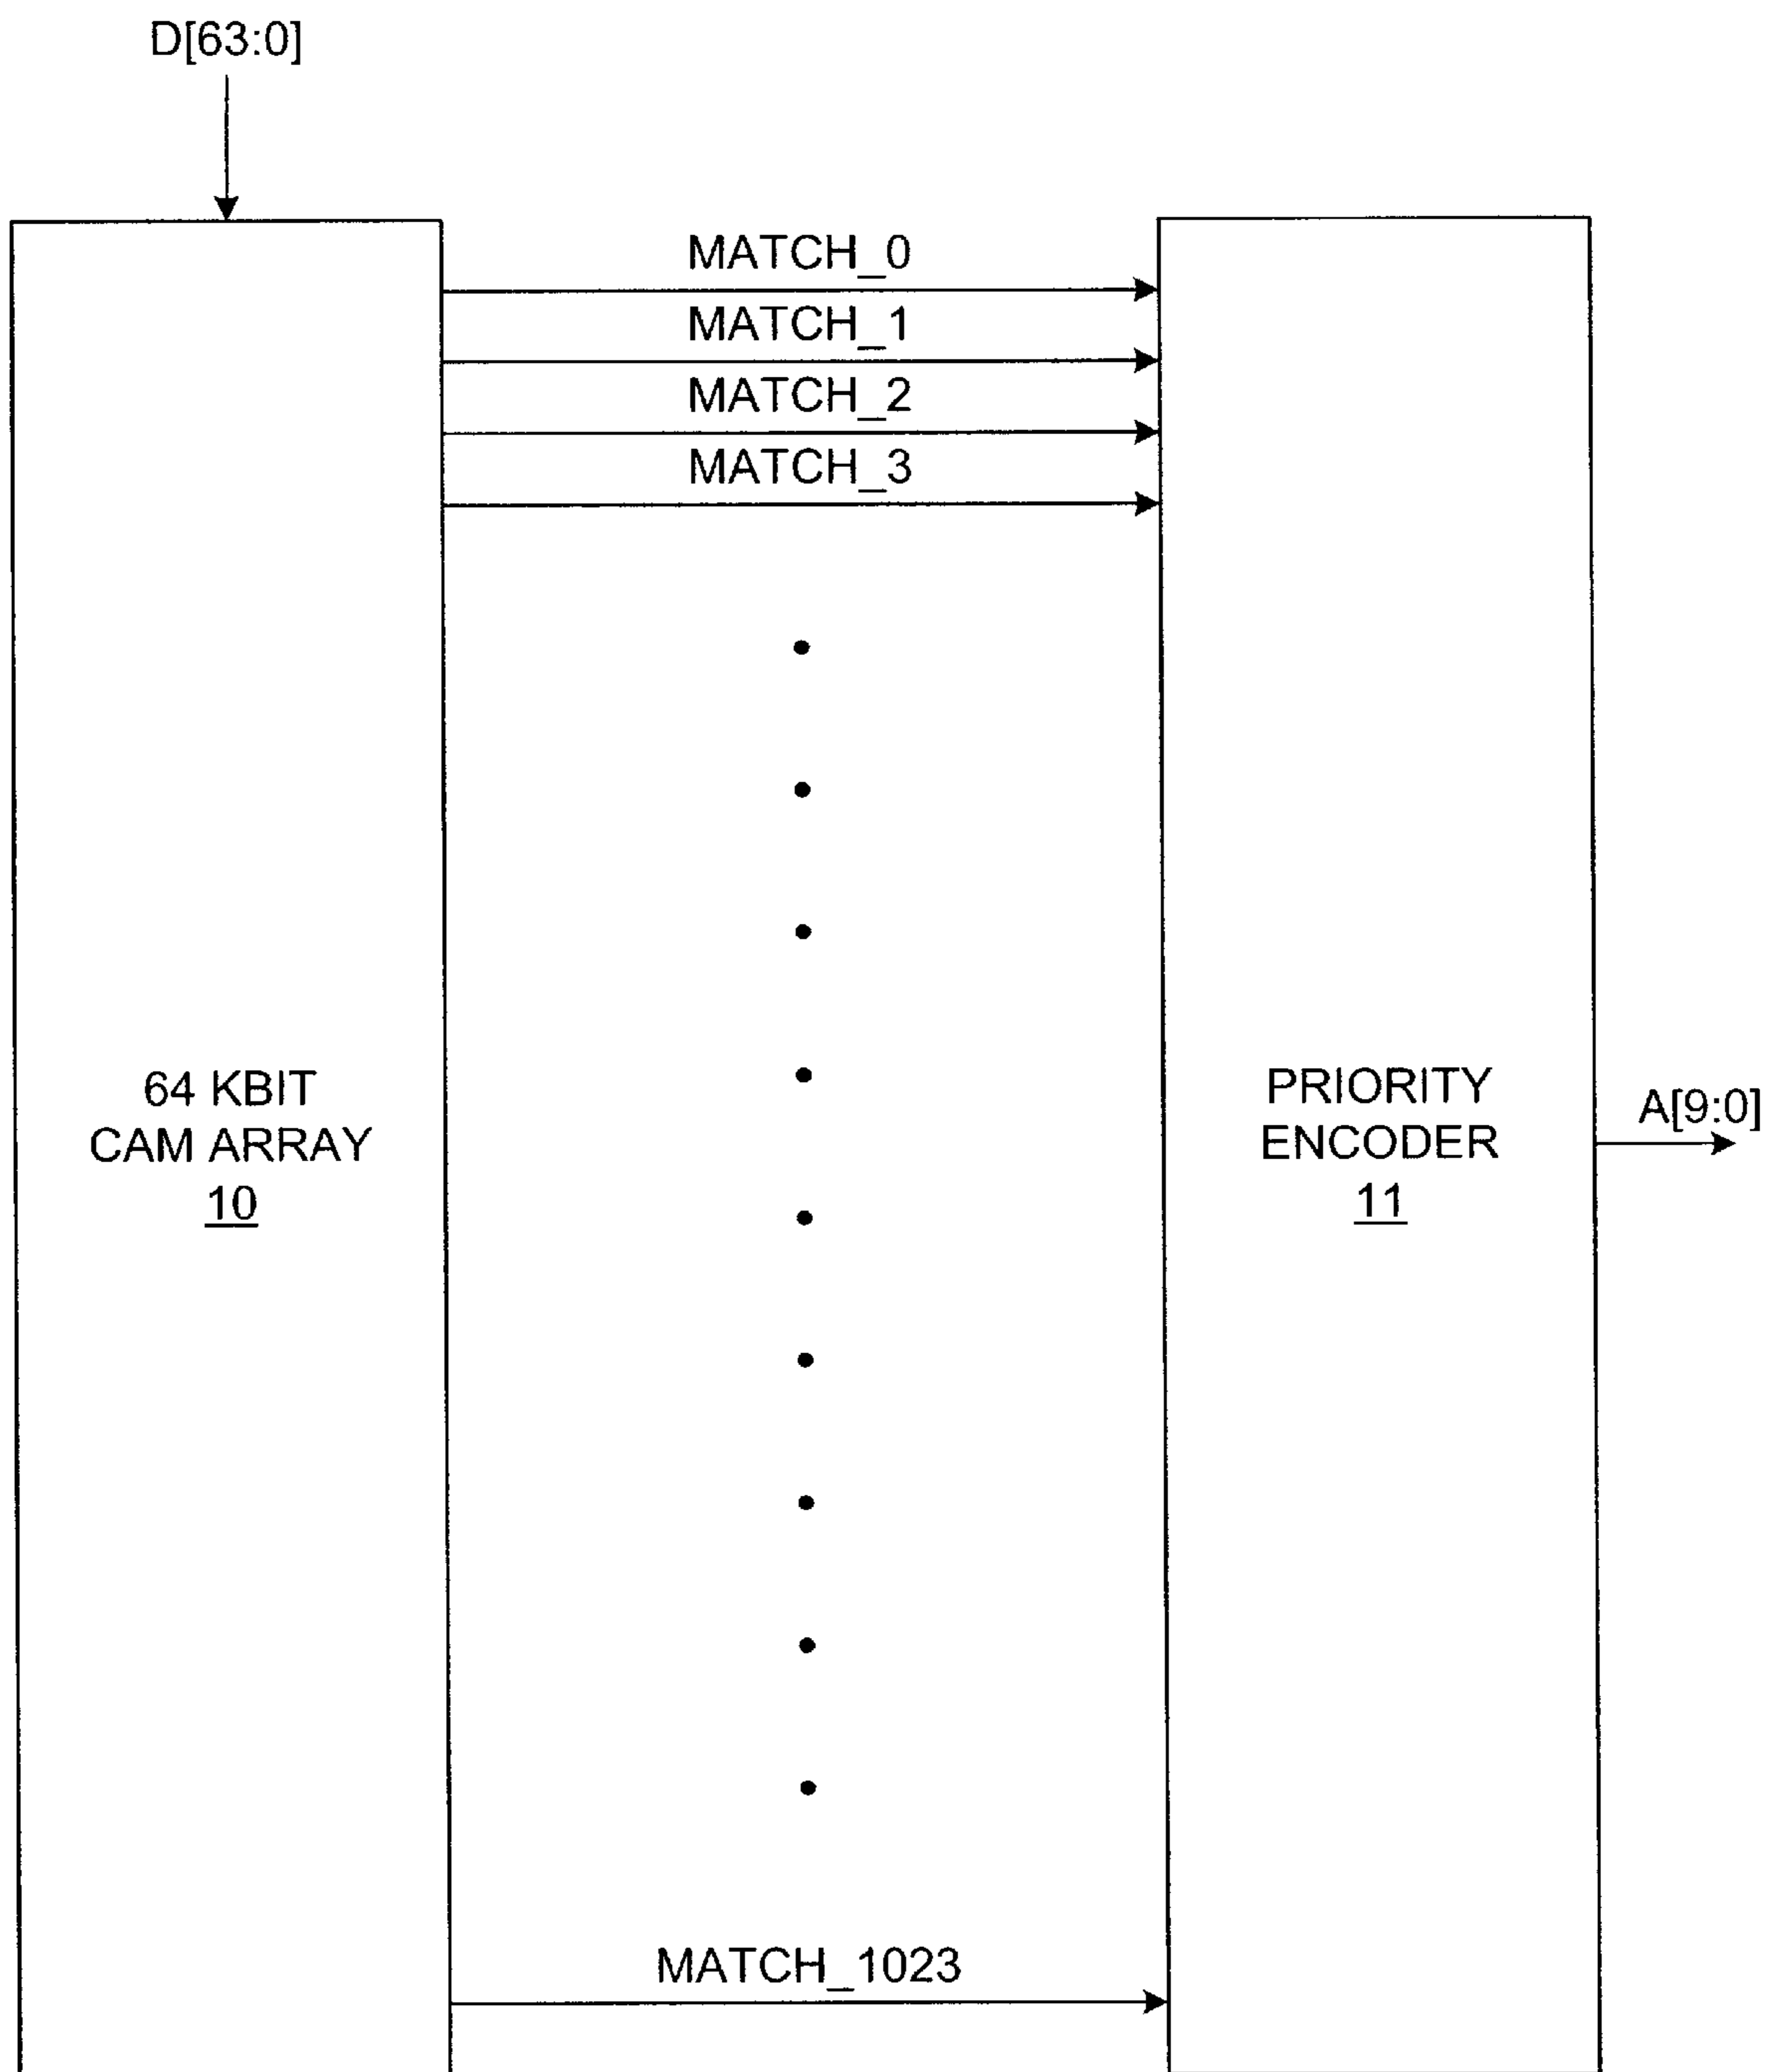 D[63:0]
MATCH_0
MATCH_1
MATCH_2
MATCH_3
64 KBIT
CAM ARRAY
10
PRIORITY
ENCODER
11
A[9:0]
MATCH_1023